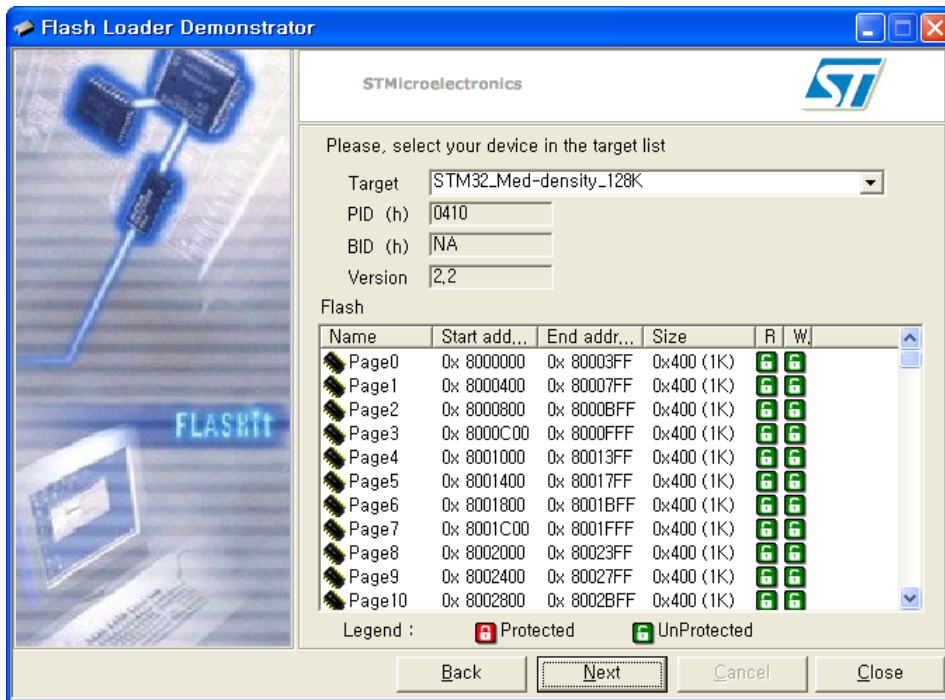 Flash Loader Demonstrator
STMicroelectronics
ST
Please, select your device in the target list
Target STM32_Med-density_128K
PID (h) 0410
BID (h) NA
Version 2,2
Flash
Name Start add,,, End addr,,, Size R W,
Page0 0x 8000000 0x 80003FF 0x400 (1K)
Page1 0x 8000400 0x 80007FF 0x400 (1K)
Page2 0x 8000800 0x 8000BFF 0x400 (1K)
Page3 0x 8000C00 0x 8000FFF 0x400 (1K)
Page4 0x 8001000 0x 80013FF 0x400 (1K)
Page5 0x 8001400 0x 80017FF 0x400 (1K)
Page6 0x 8001800 0x 8001BFF 0x400 (1K)
Page7 0x 8001C00 0x 8001FFF 0x400 (1K)
Page8 0x 8002000 0x 80023FF 0x400 (1K)
Page9 0x 8002400 0x 80027FF 0x400 (1K)
Page10 0x 8002800 0x 8002BFF 0x400 (1K)
FLASHit
Legend : Protected UnProtected
Back Next Cancel Close